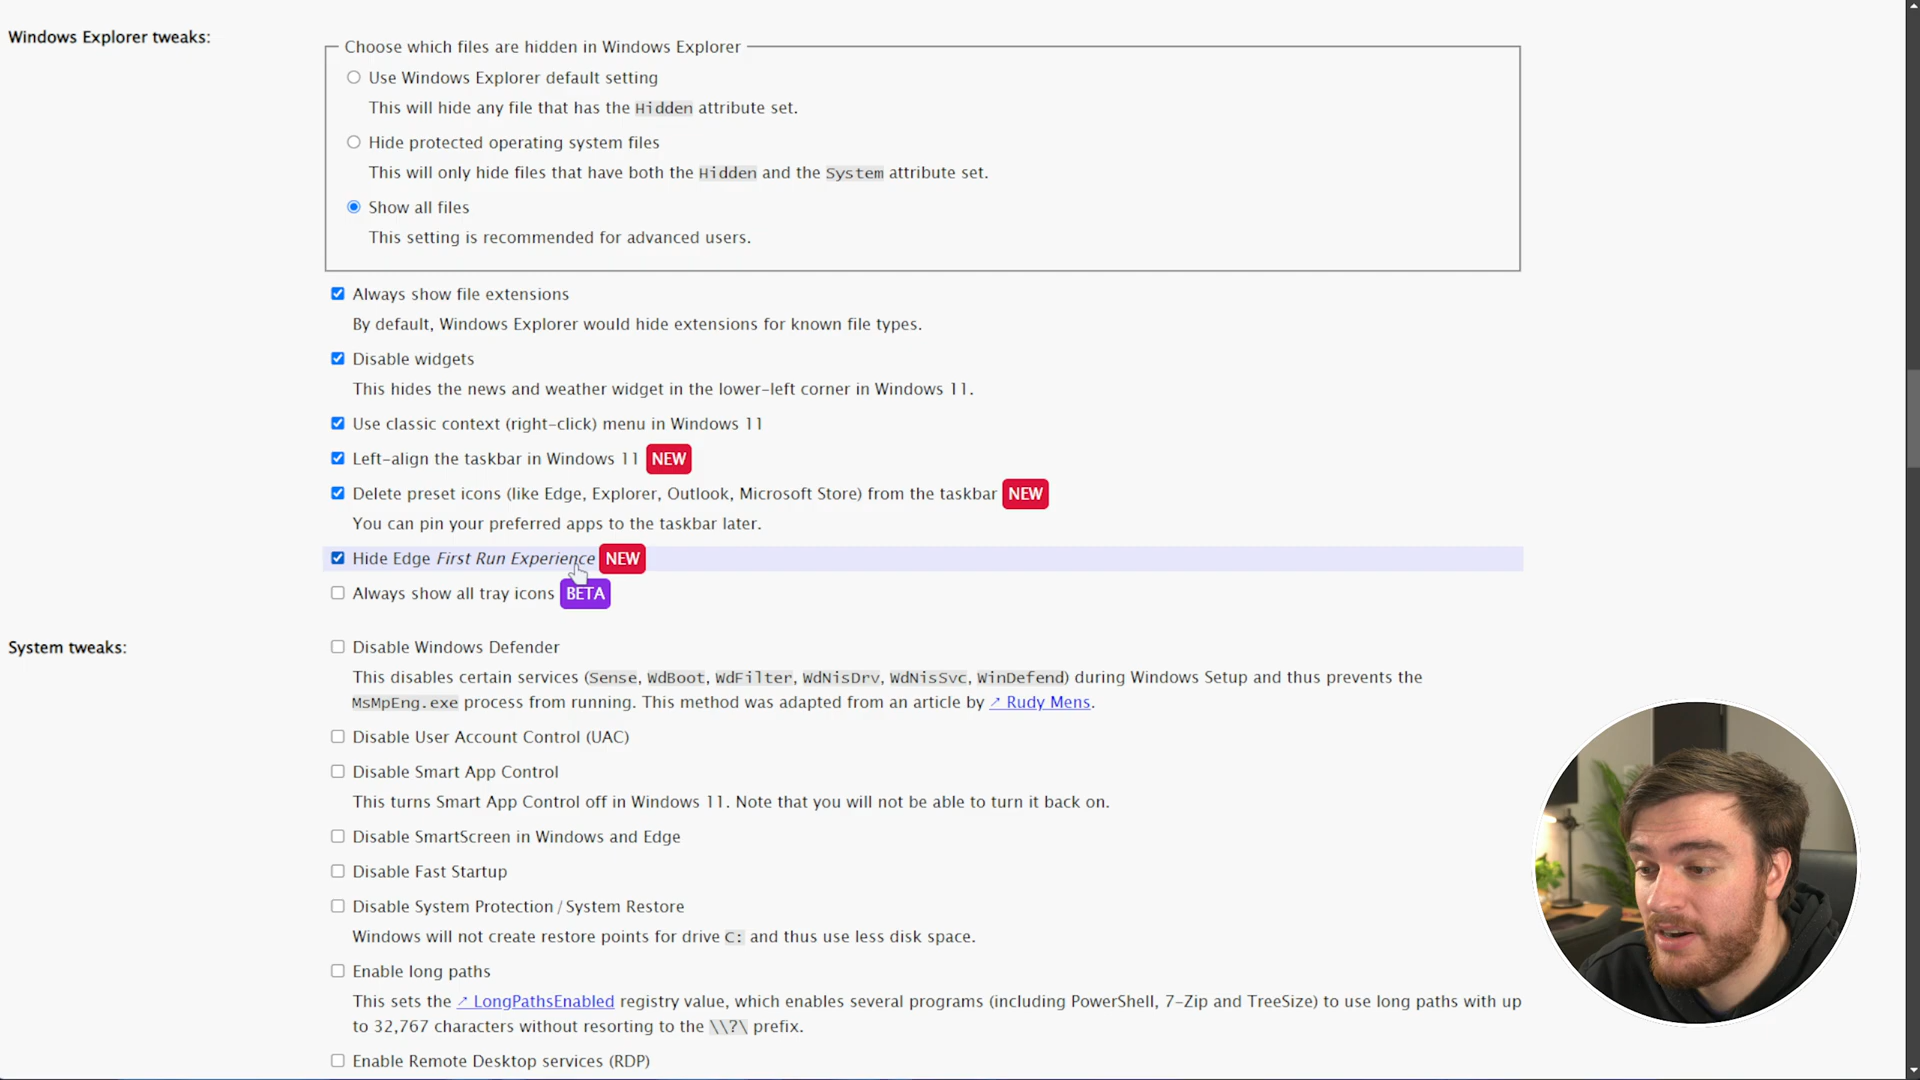 Windows Explorer tweaks:
Choose which files are hidden in Windows Explorer
Use Windows Explorer default setting
This will hide any file that has the Hidden attribute set.
Hide protected operating system files
This will only hide files that have both the Hidden and the System attribute set.
Show all files
This setting is recommended for advanced users.
Always show file extensions
By default, Windows Explorer would hide extensions for known file types.
Disable widgets
This hides the news and weather widget in the lower-left corner in Windows 11.
Use classic context (right-click) menu in Windows 11
Left-align the taskbar in Windows 11 NEW
Delete preset icons (like Edge, Explorer, Outlook, Microsoft Store) from the taskbar NEW
You can pin your preferred apps to the taskbar later.
Hide Edge First Run Experience NEW
Always show all tray icons BETA
System tweaks:
Disable Windows Defender
This disables certain services (Sense, WdBoot, WdFilter, WdNisDrv, WdNisSvc, WinDefend) during Windows Setup and thus prevents the
MsMpEng.exe process from running. This method was adapted from an article by ↗ Rudy Mens.
Disable User Account Control (UAC)
Disable Smart App Control
This turns Smart App Control off in Windows 11. Note that you will not be able to turn it back on.
Disable SmartScreen in Windows and Edge
Disable Fast Startup
Disable System Protection / System Restore
Windows will not create restore points for drive C: and thus use less disk space.
Enable long paths
This sets the ↗ LongPathsEnabled registry value, which enables several programs (including PowerShell, 7-Zip and TreeSize) to use long paths with up
to 32,767 characters without resorting to the \\?\ prefix.
Enable Remote Desktop services (RDP)